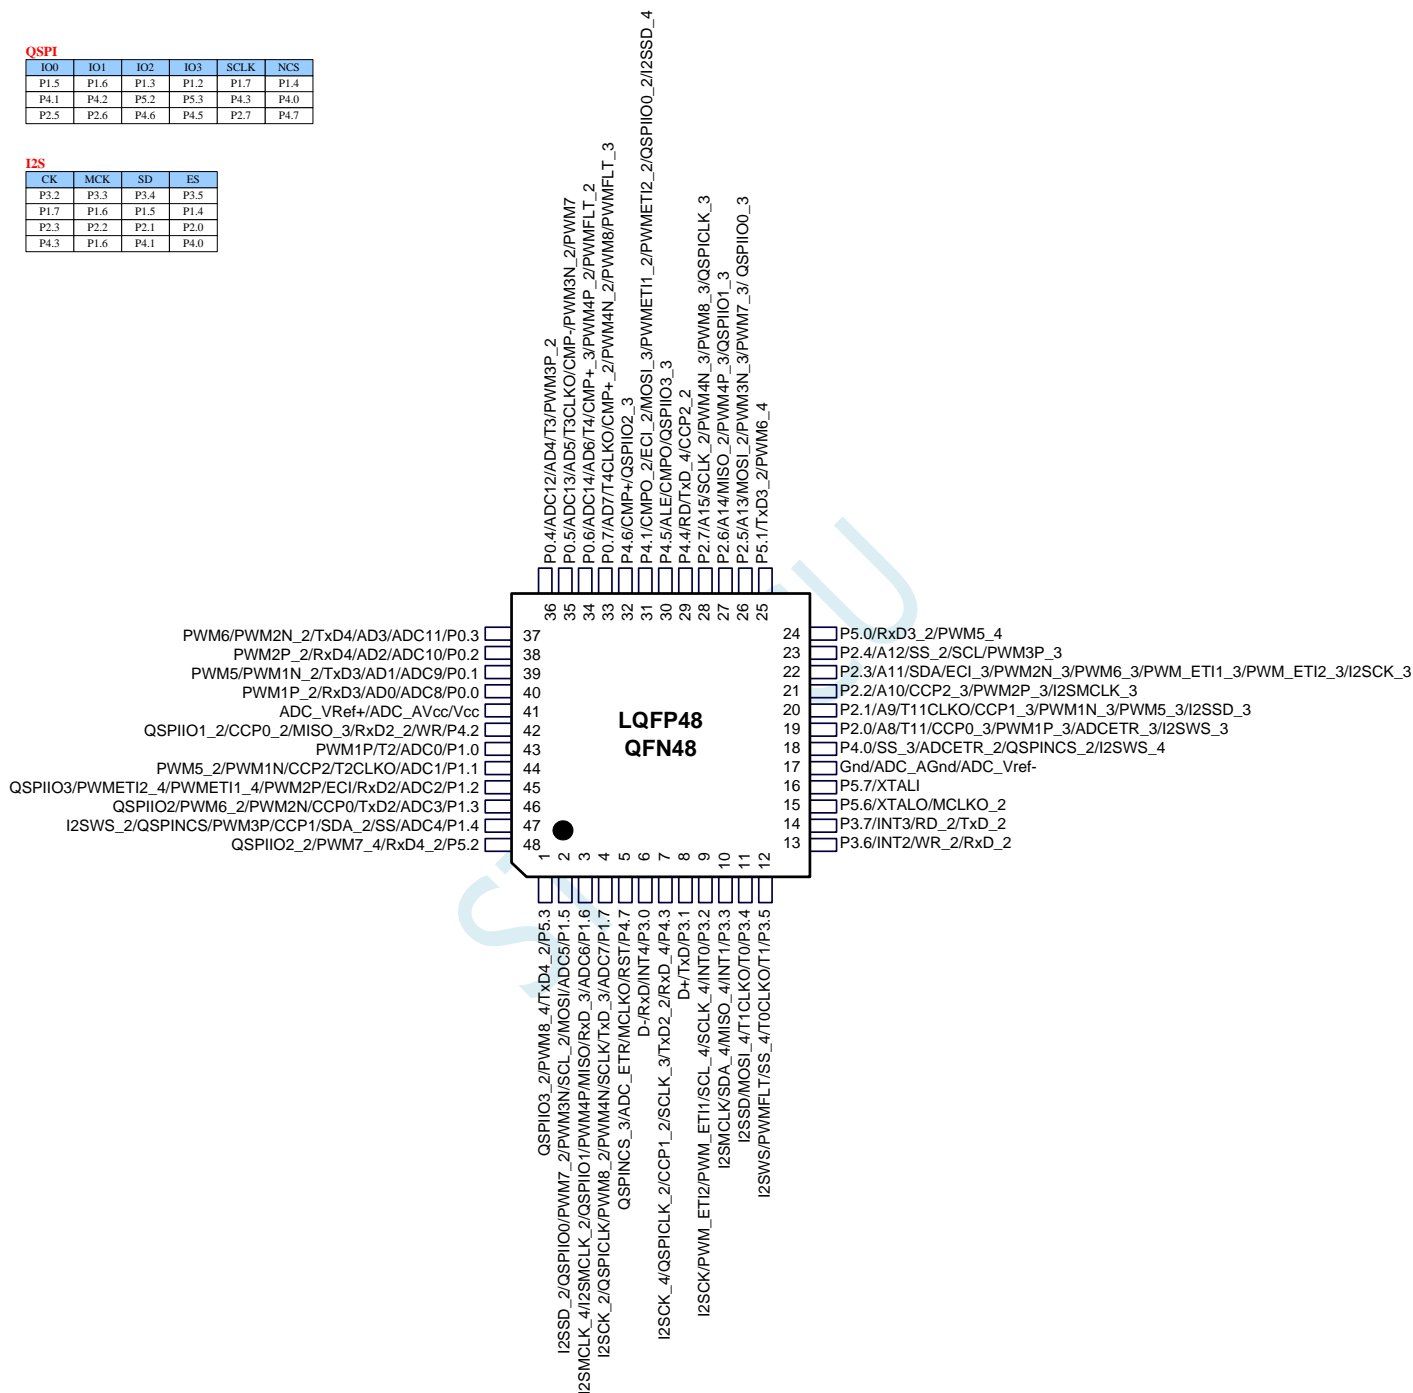 QSPI
IO0 IO1 IO2 IO3 SCLK NCS
P1.5 P1.6 P1.3 P1.2 P1.7 P1.4
P4.1 P4.2 P5.2 P5.3 P4.3 P4.0
P2.5 P2.6 P4.6 P4.5 P2.7 P4.7
I2S
CK MCK SD ES
P3.2 P3.3 P3.4 P3.5
P1.7 P1.6 P1.5 P1.4
P2.3 P2.2 P2.1 P2.0
P4.3 P1.6 P4.1 P4.0
P0.4/ADC12/AD4/T3/PWM3P_2
P0.5/ADC13/AD5/T3CLKO/CMP-/PWM3N_2/PWM7
P0.6/ADC14/AD6/T4/CMP+_3/PWM4P_2/PWMFLT_2
P0.7/AD7/T4CLKO/CMP+_2/PWM4N_2/PWM8/PWMFLT_3
P4.6/CMP+/QSPIIO2_3
P4.1/CMPO_2/ECI_2/MOSI_3/PWMETI1_2/PWMETI2_2/QSPIIO0_2/I2SSD_4
P4.5/ALE/CMPO/QSPIIO3_3
P4.4/RD/TxD_4/CCP2_2
P2.7/A15/SCLK_2/PWM4N_3/PWM8_3/QSPICLK_3
P2.6/A14/MISO_2/PWM4P_3/QSPIIO1_3
P2.5/A13/MOSI_2/PWM3N_3/PWM7_3/ QSPIIO0_3
P5.1/TxD3_2/PWM6_4
36 35 34 33 32 31 30 29 28 27 26 25
PWM6/PWM2N_2/TxD4/AD3/ADC11/P0.3 37
PWM2P_2/RxD4/AD2/ADC10/P0.2 38
PWM5/PWM1N_2/TxD3/AD1/ADC9/P0.1 39
PWM1P_2/RxD3/AD0/ADC8/P0.0 40
ADC_VRef+/ADC_AVcc/Vcc 41
QSPIIO1_2/CCP0_2/MISO_3/RxD2_2/WR/P4.2 42
PWM1P/T2/ADC0/P1.0 43
PWM5_2/PWM1N/CCP2/T2CLKO/ADC1/P1.1 44
QSPIIO3/PWMETI2_4/PWMETI1_4/PWM2P/ECI/RxD2/ADC2/P1.2 45
QSPIIO2/PWM6_2/PWM2N/CCP0/TxD2/ADC3/P1.3 46
I2SWS_2/QSPINCS/PWM3P/CCP1/SDA_2/SS/ADC4/P1.4 47
QSPIIO2_2/PWM7_4/RxD4_2/P5.2 48
LQFP48
QFN48
24 P5.0/RxD3_2/PWM5_4
23 P2.4/A12/SS_2/SCL/PWM3P_3
22 P2.3/A11/SDA/ECI_3/PWM2N_3/PWM6_3/PWM_ETI1_3/PWM_ETI2_3/I2SCK_3
21 P2.2/A10/CCP2_3/PWM2P_3/I2SMCLK_3
20 P2.1/A9/T11CLKO/CCP1_3/PWM1N_3/PWM5_3/I2SSD_3
19 P2.0/A8/T11/CCP0_3/PWM1P_3/ADCETR_3/I2SWS_3
18 P4.0/SS_3/ADCETR_2/QSPINCS_2/I2SWS_4
17 Gnd/ADC_AGnd/ADC_Vref-
16 P5.7/XTALI
15 P5.6/XTALO/MCLKO_2
14 P3.7/INT3/RD_2/TxD_2
13 P3.6/INT2/WR_2/RxD_2
1 2 3 4 5 6 7 8 9 10 11 12
QSPIIO3_2/PWM8_4/TxD4_2/P5.3
I2SSD_2/QSPIIO0/PWM7_2/PWM3N/SCL_2/MOSI/ADC5/P1.5
I2SMCLK_4/I2SMCLK_2/QSPIIO1/PWM4P/MISO/RxD_3/ADC6/P1.6
I2SCK_2/QSPICLK/PWM8_2/PWM4N/SCLK/TxD_3/ADC7/P1.7
QSPINCS_3/ADC_ETR/MCLKO/RST/P4.7
D-/RxD/INT4/P3.0
I2SCK_4/QSPICLK_2/CCP1_2/SCLK_3/TxD2_2/RxD_4/P4.3
D+/TxD/P3.1
I2SCK/PWM_ETI2/PWM_ETI1/SCL_4/SCLK_4/INT0/P3.2
I2SMCLK/SDA_4/MISO_4/INT1/P3.3
I2SSD/MOSI_4/T1CLKO/T0/P3.4
I2SWS/PWMFLT/SS_4/T0CLKO/T1/P3.5